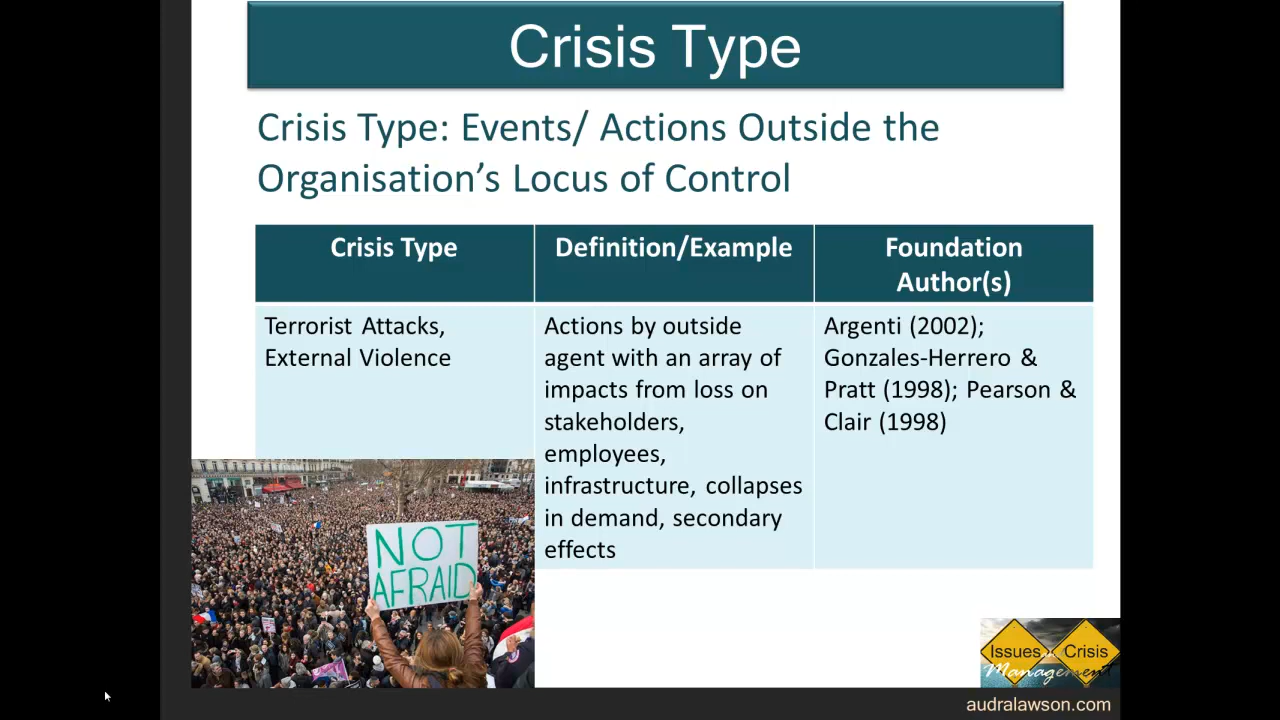 Crisis Type
Crisis Type: Events/ Actions Outside the
Organisation’s Locus of Control
Crisis Type
Definition/Example
Foundation
Author(s)
Terrorist Attacks,
External Violence
Actions by outside
agent with an array of
impacts from loss on
stakeholders,
employees,
infrastructure, collapses
in demand, secondary
effects
Argenti (2002);
Gonzales-Herrero &
Pratt (1998); Pearson &
Clair (1998)
NOT
AFRAID
Issues
Crisis
Management
audralawson.com